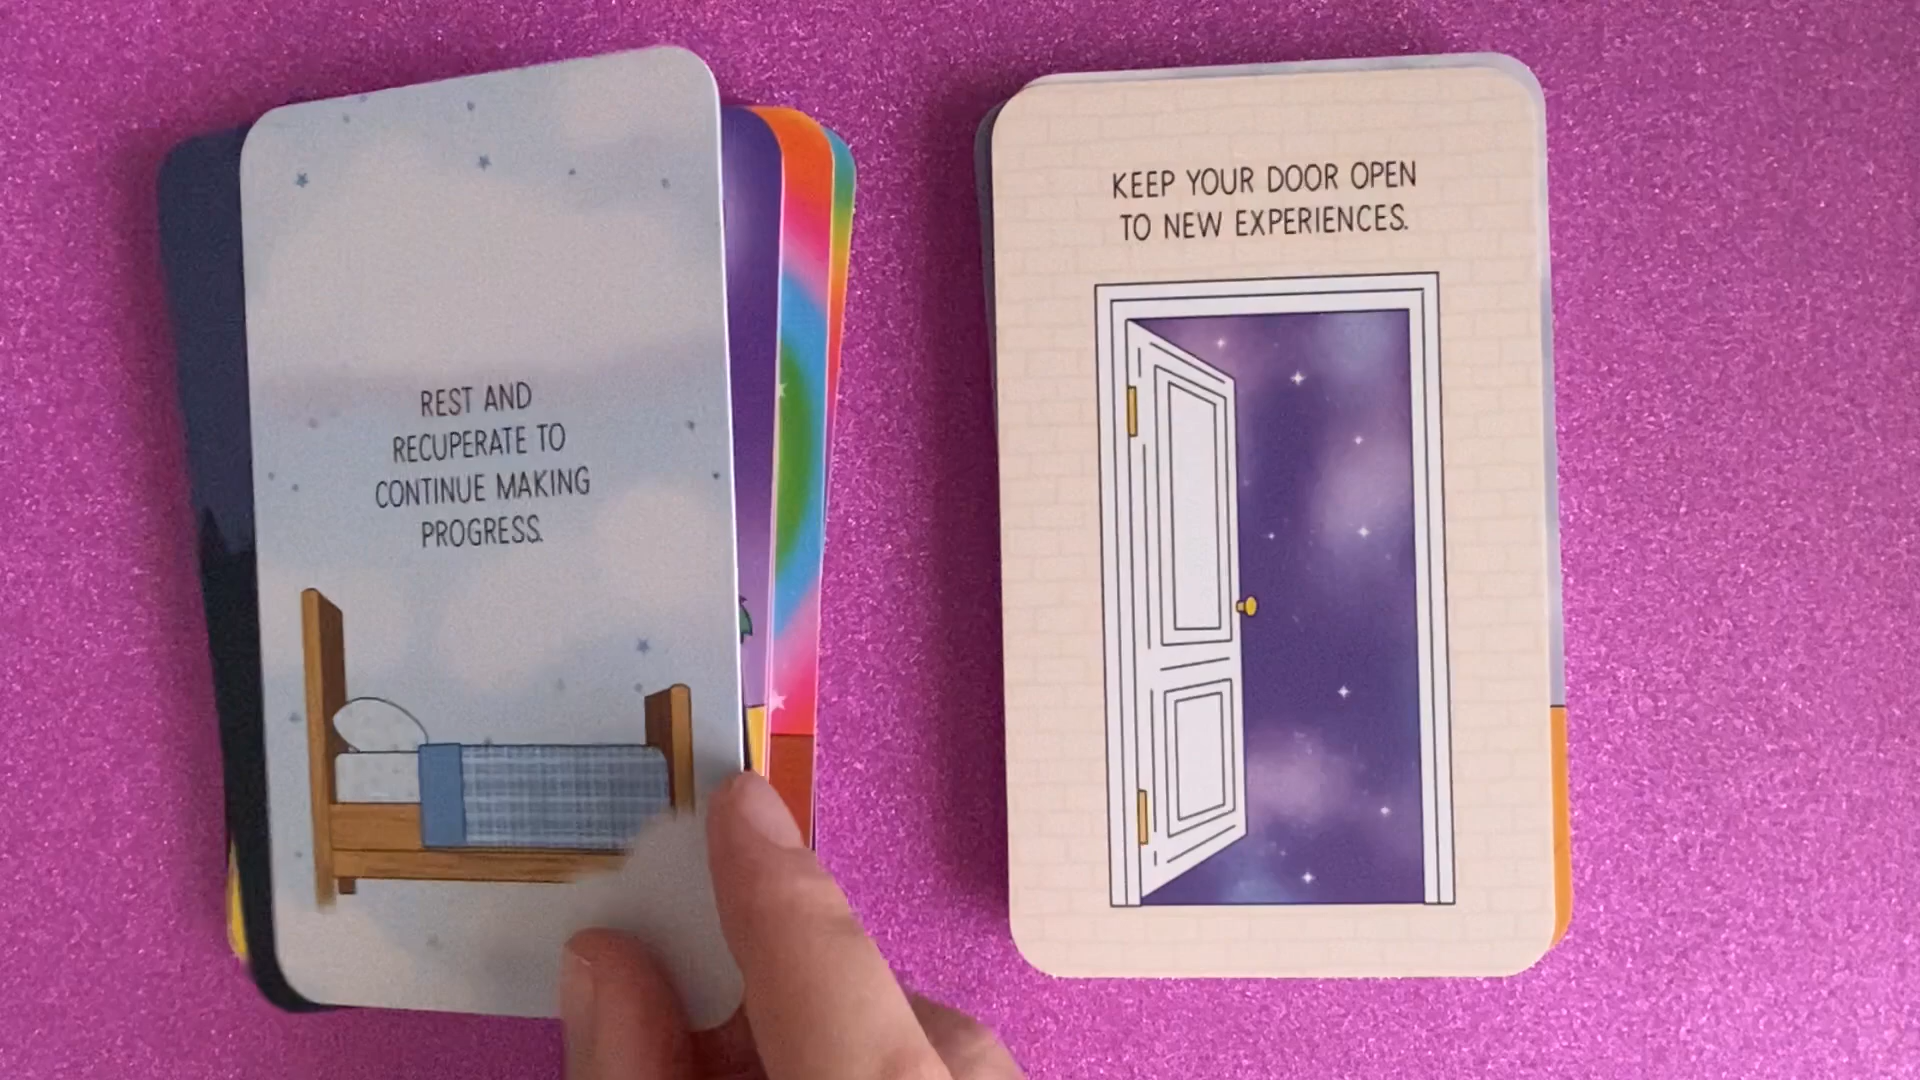 REST AND
RECUPERATE TO
CONTINUE MAKING
PROGRESS.
KEEP YOUR DOOR OPEN
TO NEW EXPERIENCES.